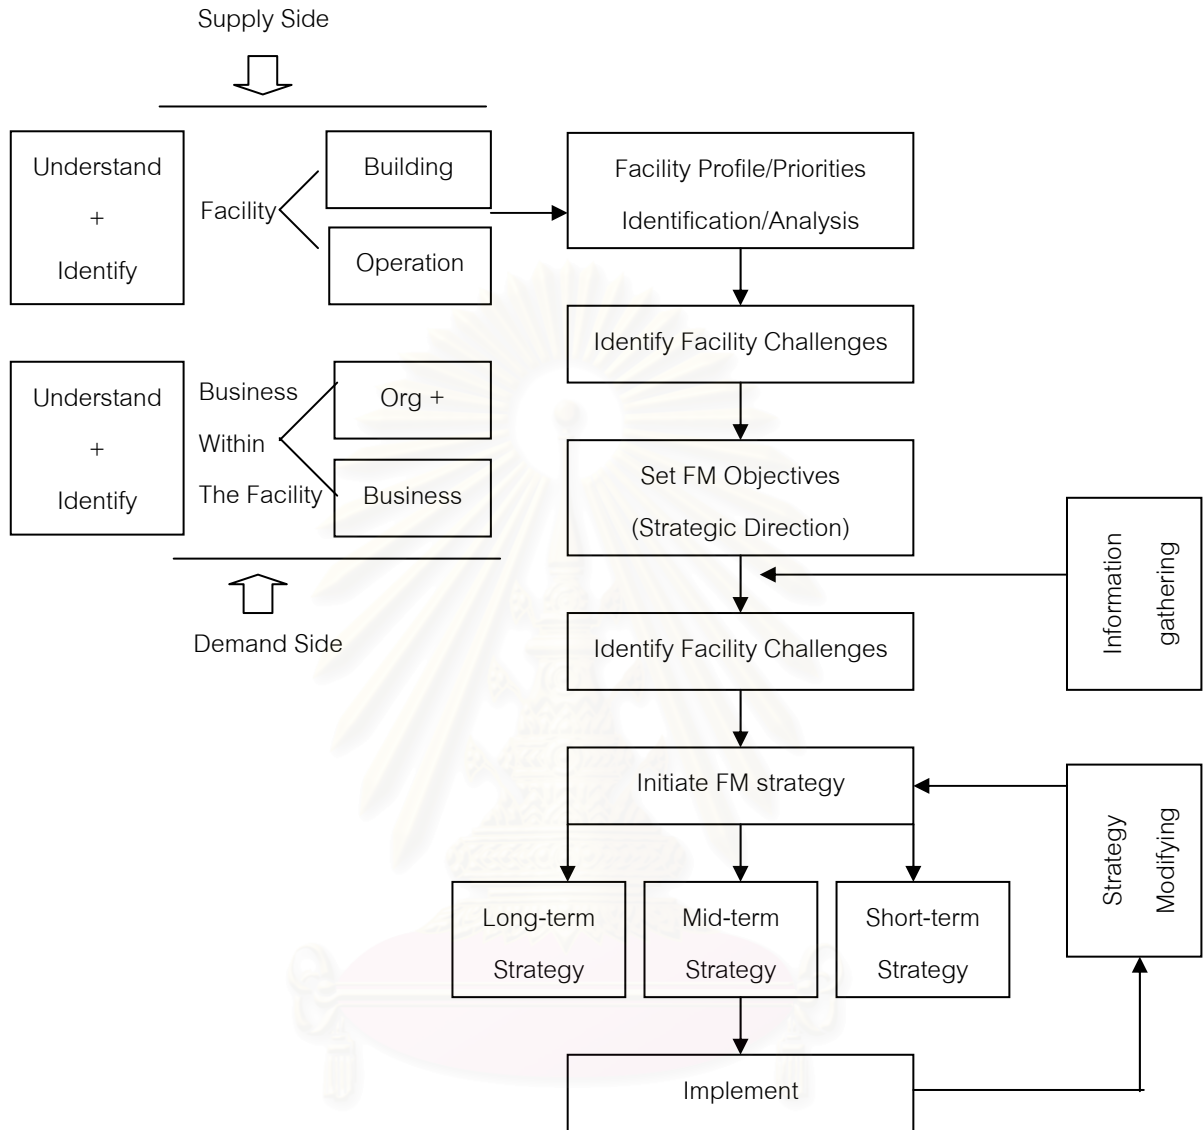 Supply Side
Understand
+
Identify
Facility
Building
Operation
Facility Profile/Priorities
Identification/Analysis
Identify Facility Challenges
Understand
+
Identify
Business
Within
The Facility
Org +
Business
Demand Side
Set FM Objectives
(Strategic Direction)
Information
gathering
Identify Facility Challenges
Initiate FM strategy
Strategy
Modifying
Long-term
Strategy
Mid-term
Strategy
Short-term
Strategy
Implement